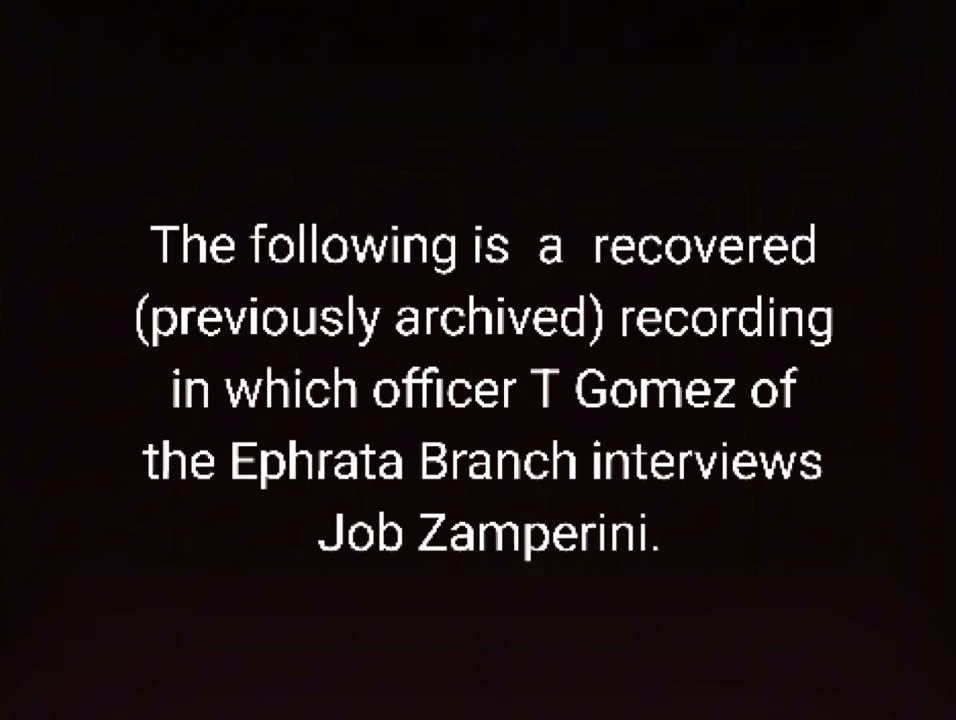 The following is a recovered
(previously archived) recording
in which officer T Gomez of
the Ephrata Branch interviews
Job Zamperini.